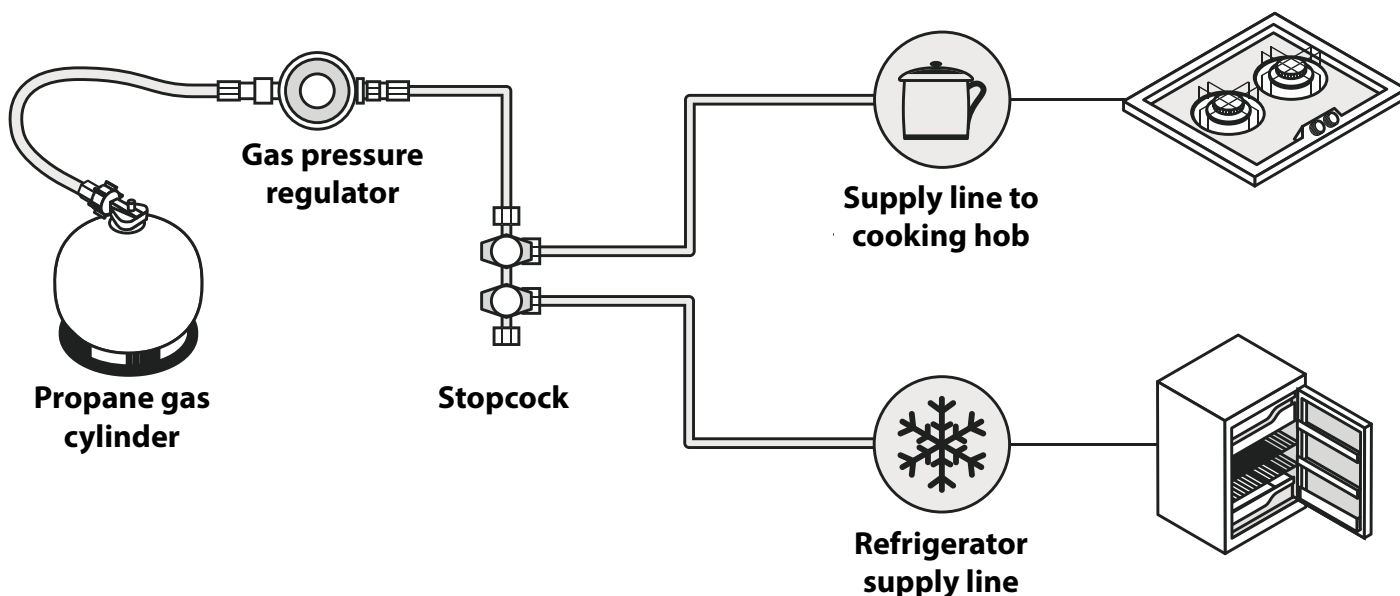 Gas pressure
regulator
Supply line to
cooking hob
Propane gas
cylinder
Stopcock
Refrigerator
supply line